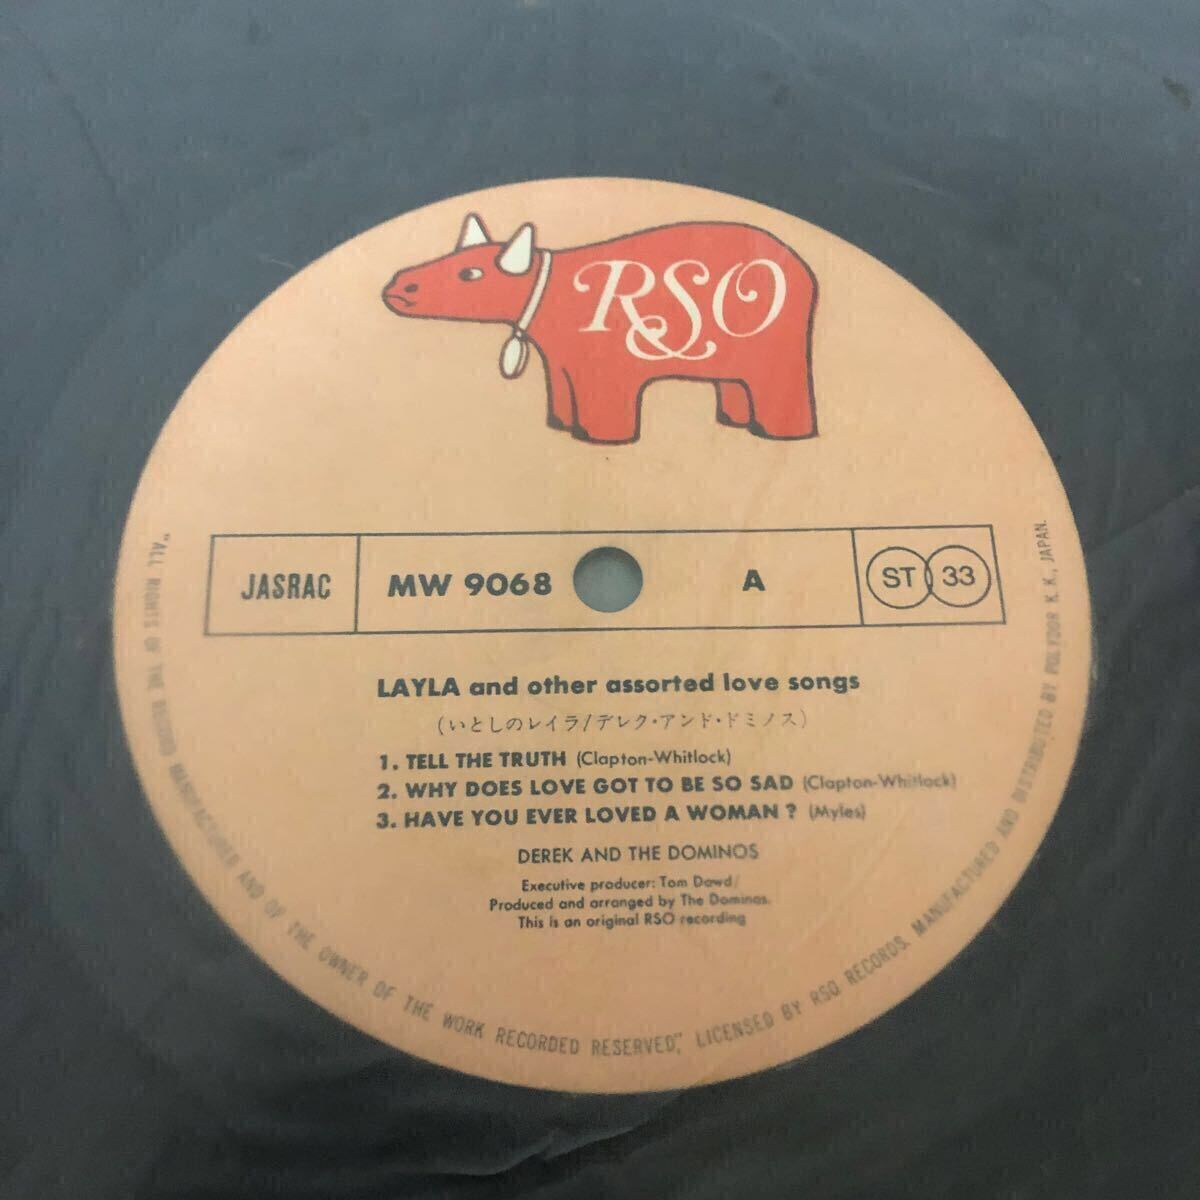 RSO
JASRAC MW 9068 A ST 33
LAYLA and other assorted love songs
(いとしのレイラ/デレク・アンド・ドミノス)
1. TELL THE TRUTH (Clapton-Whitlock)
2. WHY DOES LOVE GOT TO BE SO SAD (Clapton-Whitlock)
3. HAVE YOU EVER LOVED A WOMAN ? (Myles)
DEREK AND THE DOMINOS
Executive producer: Tom Dowd/
Produced and arranged by The Dominos.
This is an original RSO recording
"ALL RIGHTS OF THE RECORD MANUFACTURER AND OF THE OWNER OF THE WORK RECORDED RESERVED", LICENSED BY RSO RECORDS. MANUFACTURED AND DISTRIBUTED BY POLYDOR K.K., JAPAN.